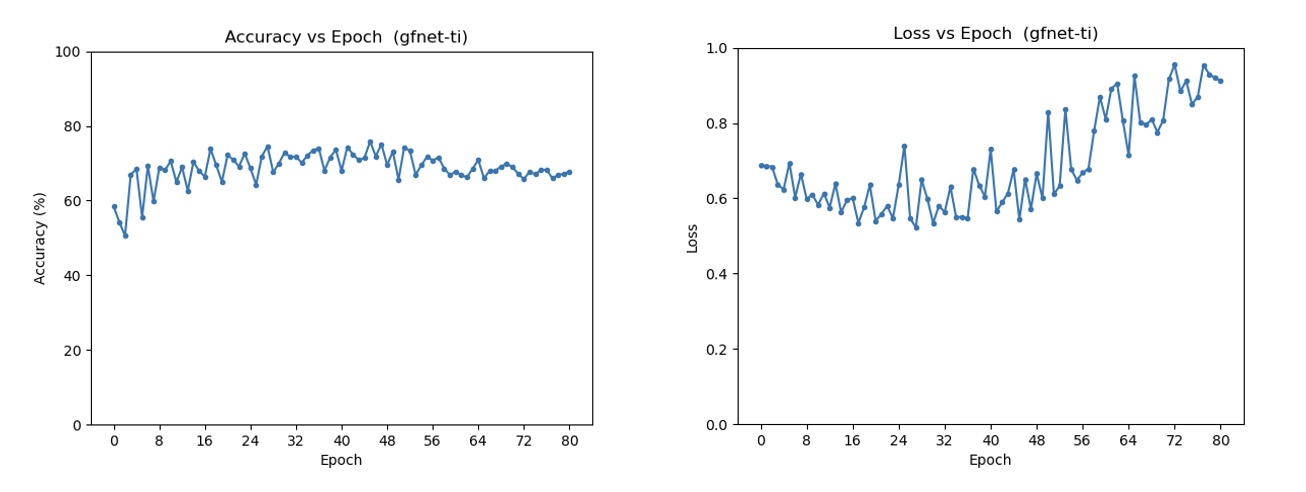 Accuracy vs Epoch (gfnet-ti)
100
80
60
40
20
0
Accuracy (%)
0 8 16 24 32 40 48 56 64 72 80
Epoch
Loss vs Epoch (gfnet-ti)
1.0
0.8
0.6
0.4
0.2
0.0
Loss
0 8 16 24 32 40 48 56 64 72 80
Epoch